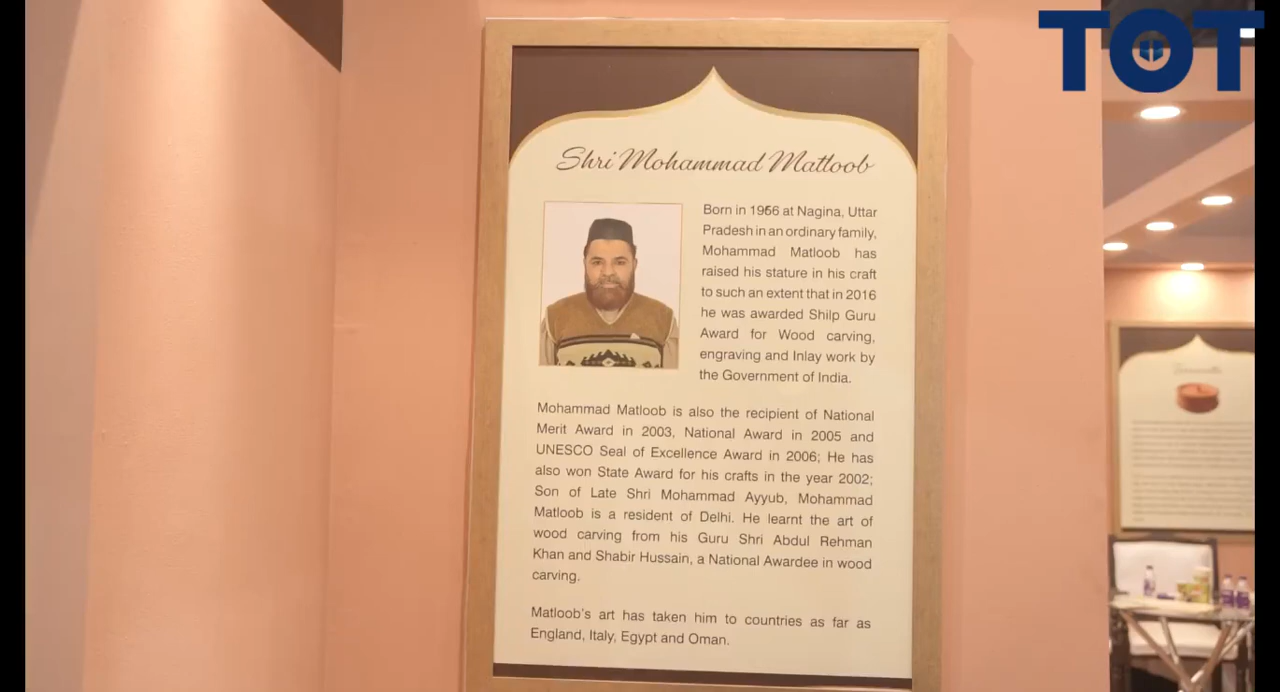 TOT
Shri Mohammad Matloob
Born in 1966 at Nagina, Uttar
Pradesh in an ordinary family,
Mohammad Matloob has
raised his stature in his craft
to such an extent that in 2016
he was awarded Shilp Guru
Award for Wood carving,
engraving and Inlay work by
the Government of India.
Mohammad Matloob is also the recipient of National
Merit Award in 2003, National Award in 2005 and
UNESCO Seal of Excellence Award in 2006; He has
also won State Award for his crafts in the year 2002;
Son of Late Shri Mohammad Ayyub, Mohammad
Matloob is a resident of Delhi. He learnt the art of
wood carving from his Guru Shri Abdul Rehman
Khan and Shabir Hussain, a National Awardee in wood
carving.
Matloob's art has taken him to countries as far as
England, Italy, Egypt and Oman.